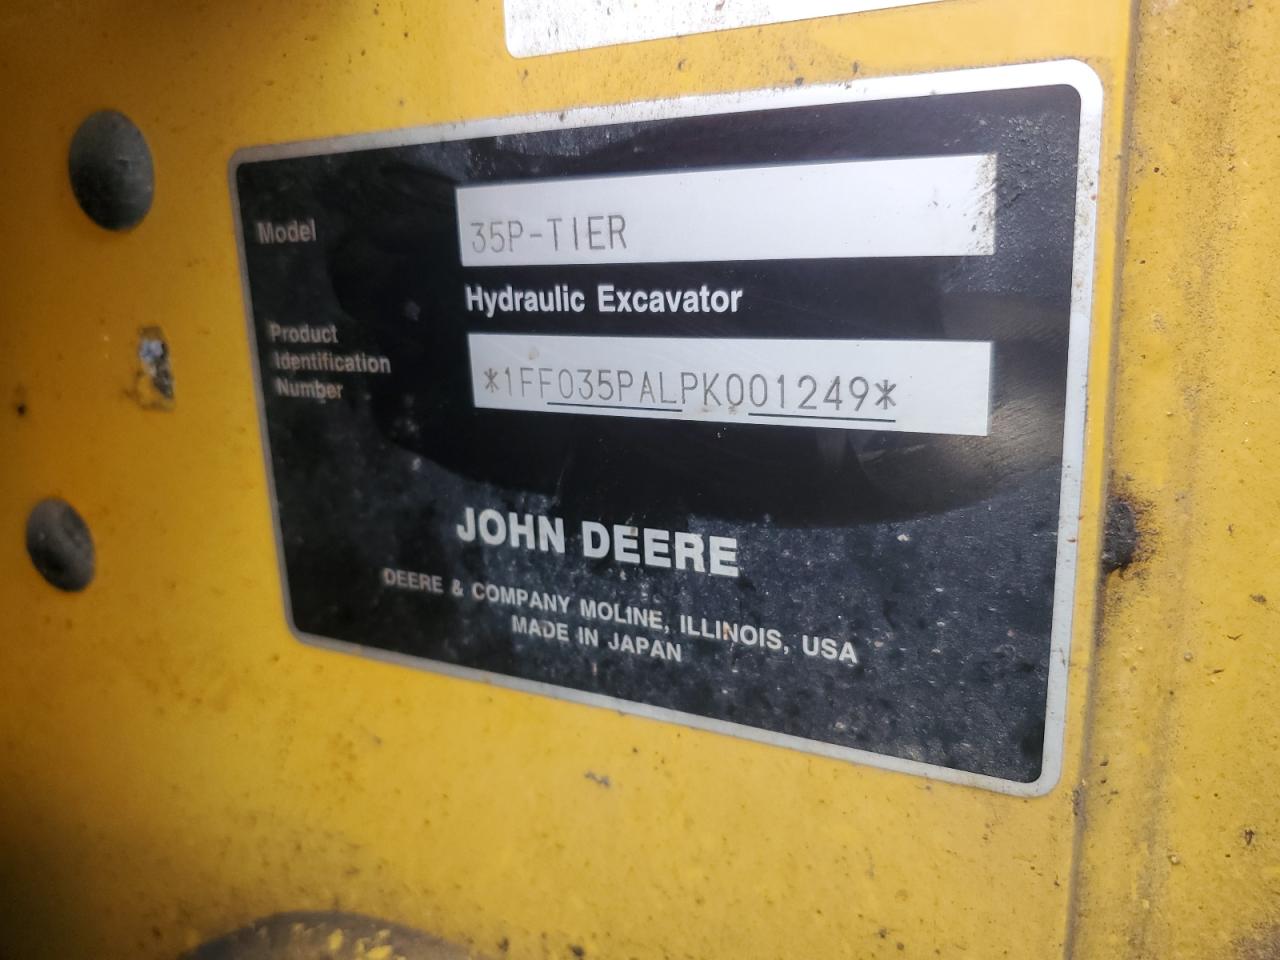 Model
35P-TIER
Hydraulic Excavator
Product
Identification
Number
*1FF035PALPK001249*
JOHN DEERE
DEERE & COMPANY MOLINE, ILLINOIS, USA
MADE IN JAPAN